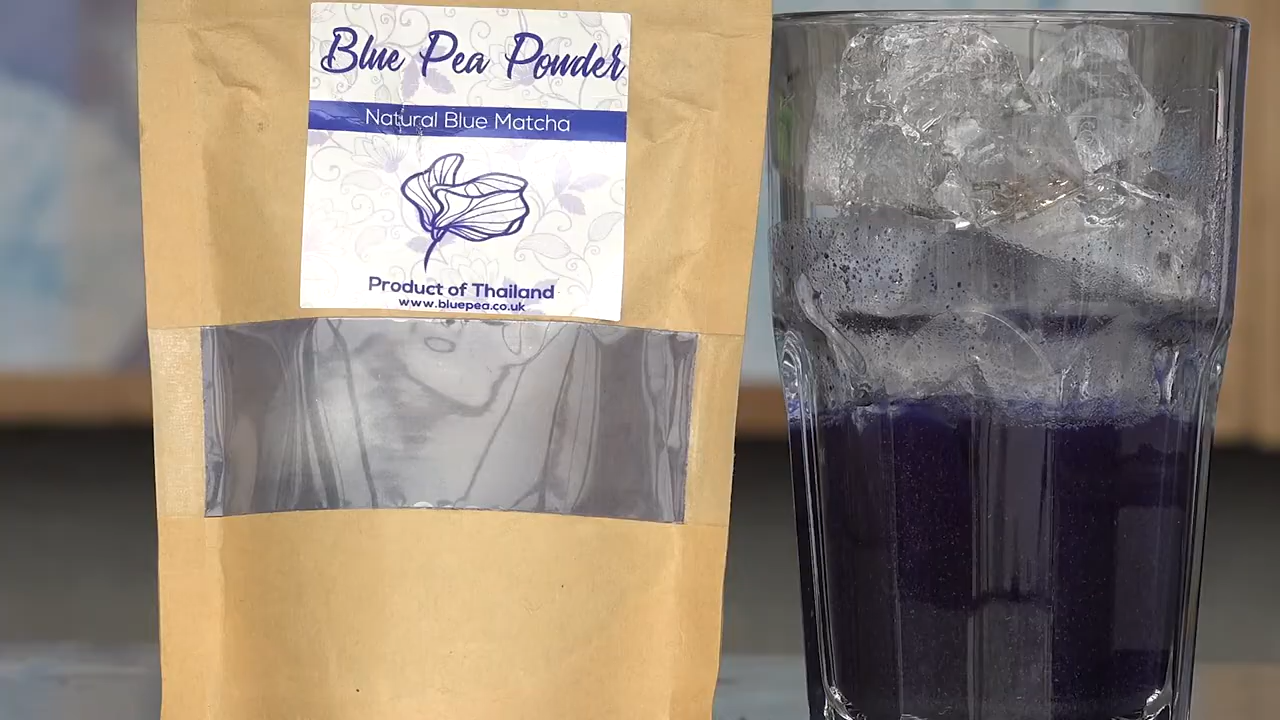 Blue Pea Powder
Natural Blue Matcha
Product of Thailand
www.bluepea.co.uk